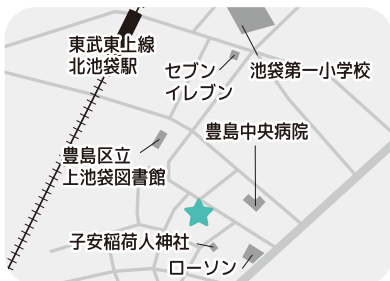 東武東上線
北池袋駅
セブン
イレブン
池袋第一小学校
豊島中央病院
豊島区立
上池袋図書館
子安稲荷人神社
ローソン